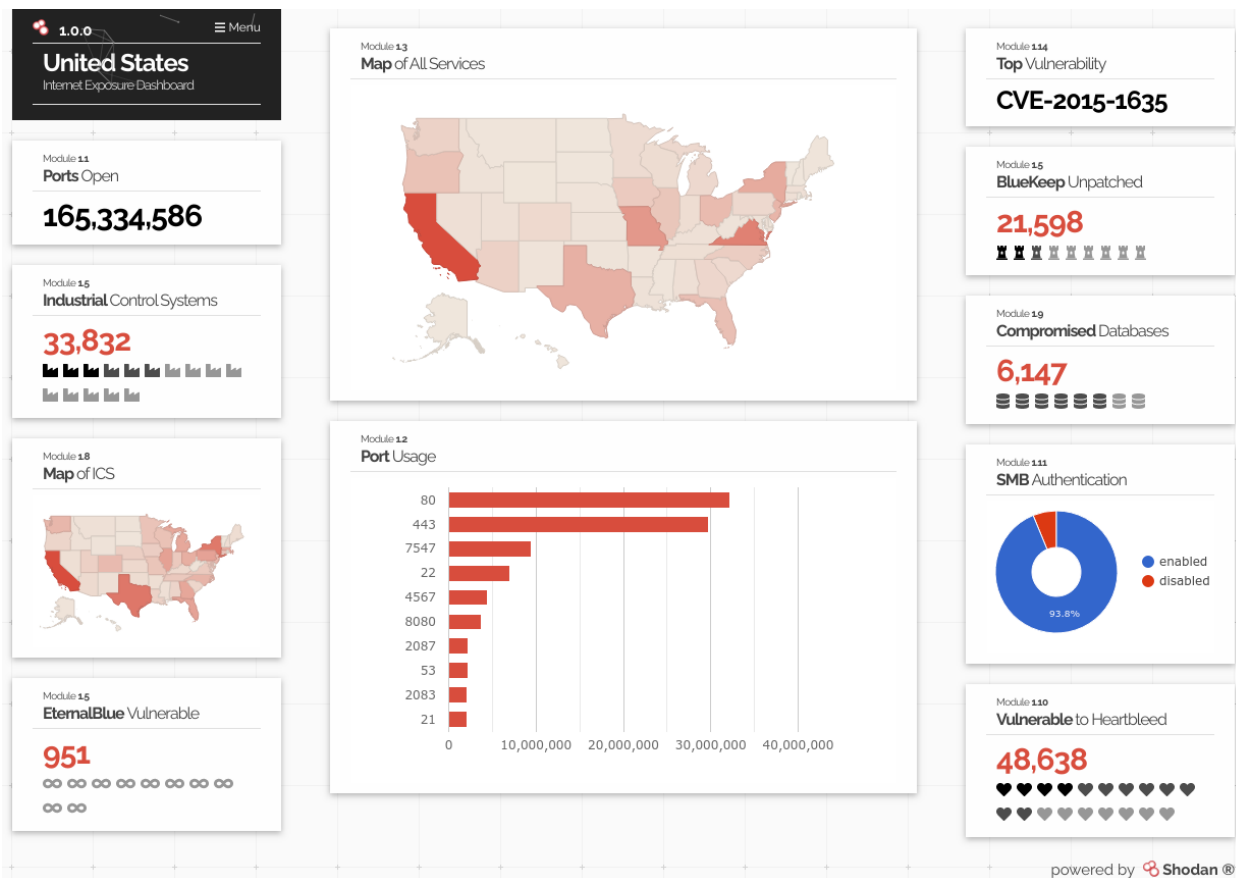 1.0.0
Menu
United States
Internet Exposure Dashboard
Module 1.1
Ports Open
165,334,586
Module 1.5
Industrial Control Systems
33,832
Module 1.8
Map of ICS
Module 1.5
EternalBlue Vulnerable
951
Module 1.3
Map of All Services
Module 1.2
Port Usage
80
443
7547
22
4567
8080
2087
53
2083
21
0 10,000,000 20,000,000 30,000,000 40,000,000
Module 1.14
Top Vulnerability
CVE-2015-1635
Module 1.5
BlueKeep Unpatched
21,598
Module 1.9
Compromised Databases
6,147
Module 1.11
SMB Authentication
enabled
disabled
93.8%
Module 1.10
Vulnerable to Heartbleed
48,638
powered by Shodan ®